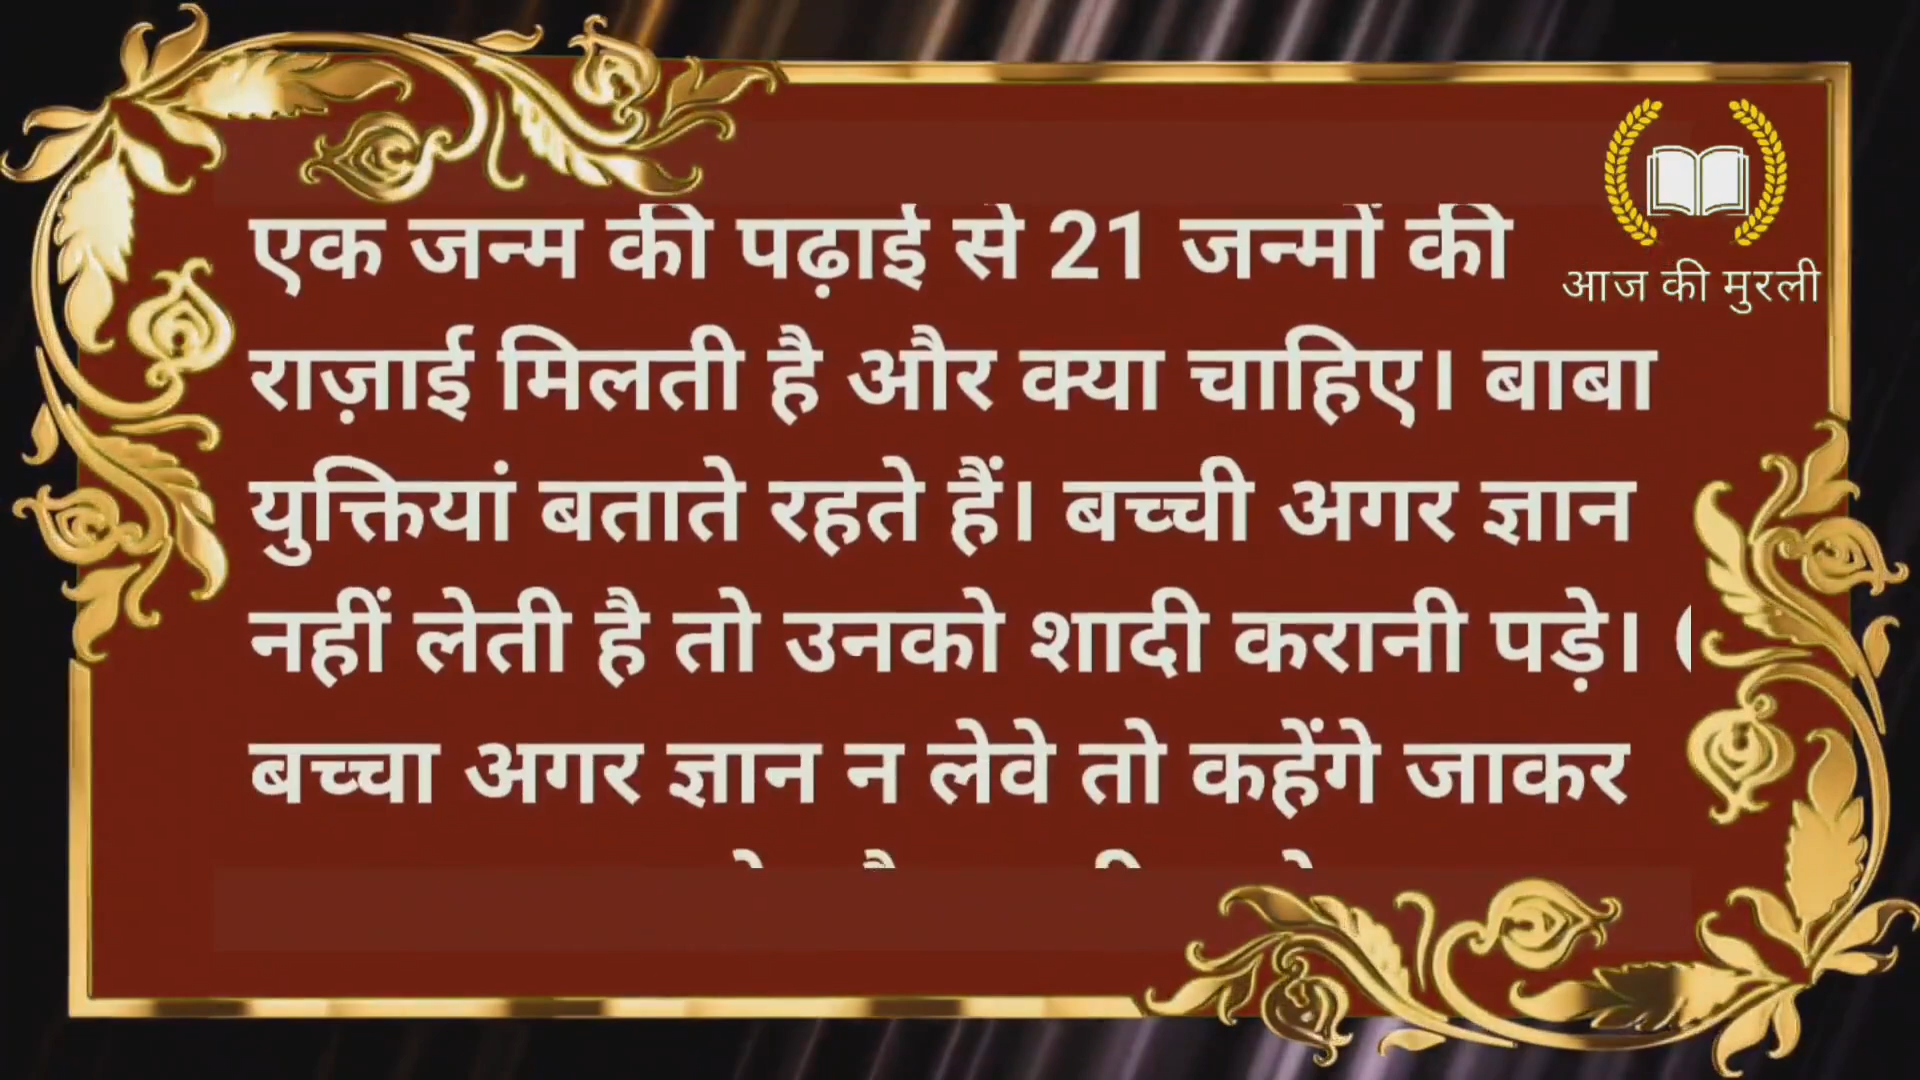 एक जन्म की पढ़ाई से 21 जन्मों की
आज की मुरली
राज़ाई मिलती है और क्या चाहिए। बाबा
युक्तियां बताते रहते हैं। बच्ची अगर ज्ञान
नहीं लेती है तो उनको शादी करानी पड़े। (
बच्चा अगर ज्ञान न लेवे तो कहेंगे जाकर